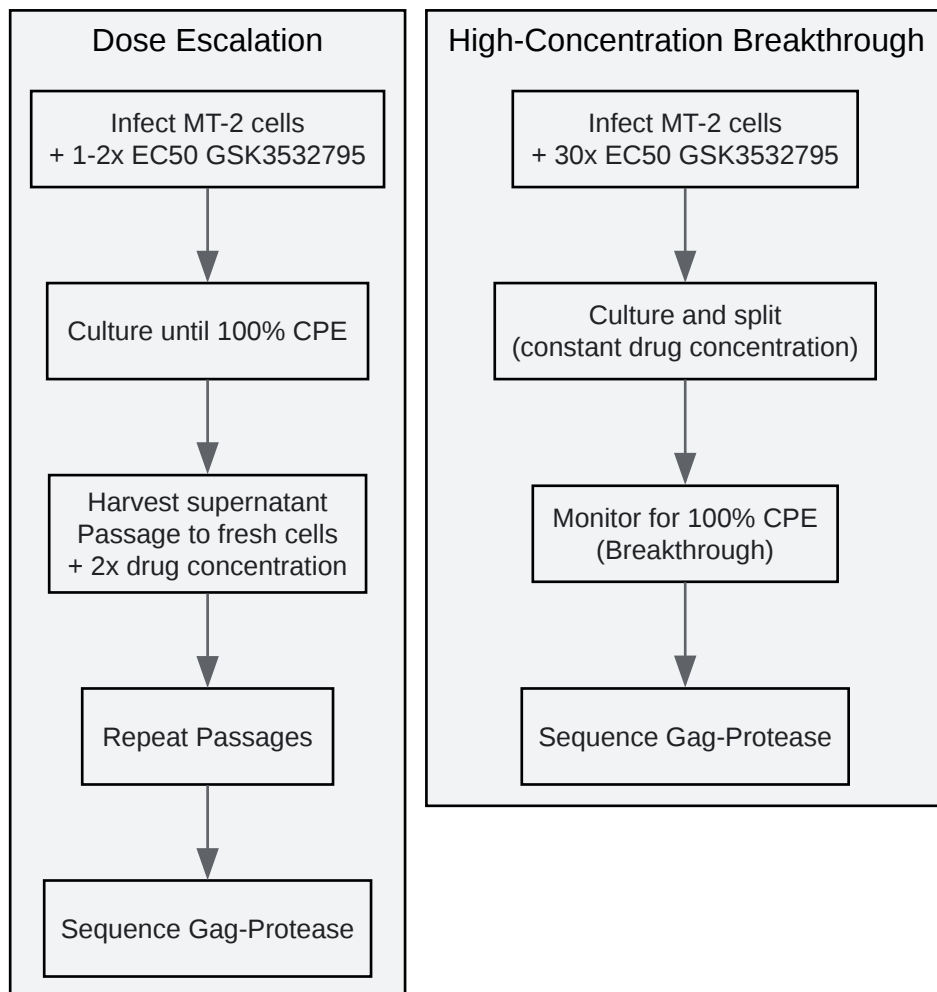 Dose Escalation
Infect MT-2 cells
+ 1-2x EC50 GSK3532795
Culture until 100% CPE
Harvest supernatant
Passage to fresh cells
+ 2x drug concentration
Repeat Passages
Sequence Gag-Protease
High-Concentration Breakthrough
Infect MT-2 cells
+ 30x EC50 GSK3532795
Culture and split
(constant drug concentration)
Monitor for 100% CPE
(Breakthrough)
Sequence Gag-Protease